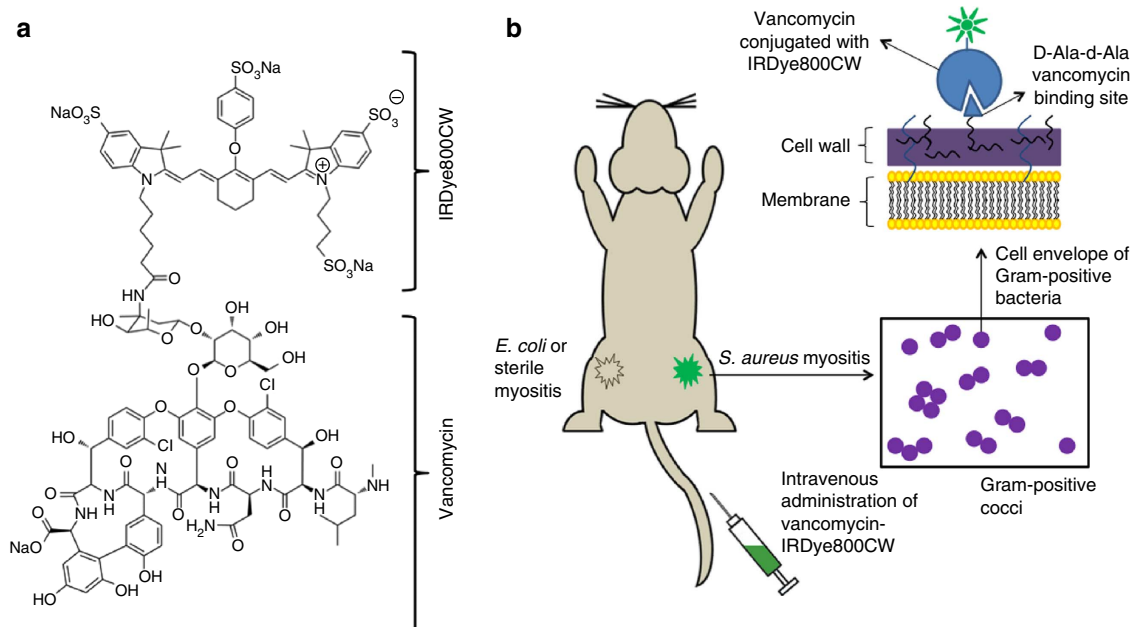 a
SO₃Na
NaO₃S
SO₃
⊖
O
N
N
⊕
SO₃Na
O
HN
HO
O
O
O
OH
OH
O
OH
O
Cl
O
O
HO
Cl
OH
O
H
N
O
H
N
O
H
N
O
N
H
N
H
O
N
H
O
NH
NH
O
O
NaO
H₂N
O
HO
OH
OH
IRDye800CW
Vancomycin
b
Vancomycin
conjugated with
IRDye800CW
D-Ala-d-Ala
vancomycin
binding site
Cell wall
Membrane
Cell envelope of
Gram-positive
bacteria
E. coli or
sterile
myositis
S. aureus myositis
Intravenous
administration of
vancomycin-
IRDye800CW
Gram-positive
cocci